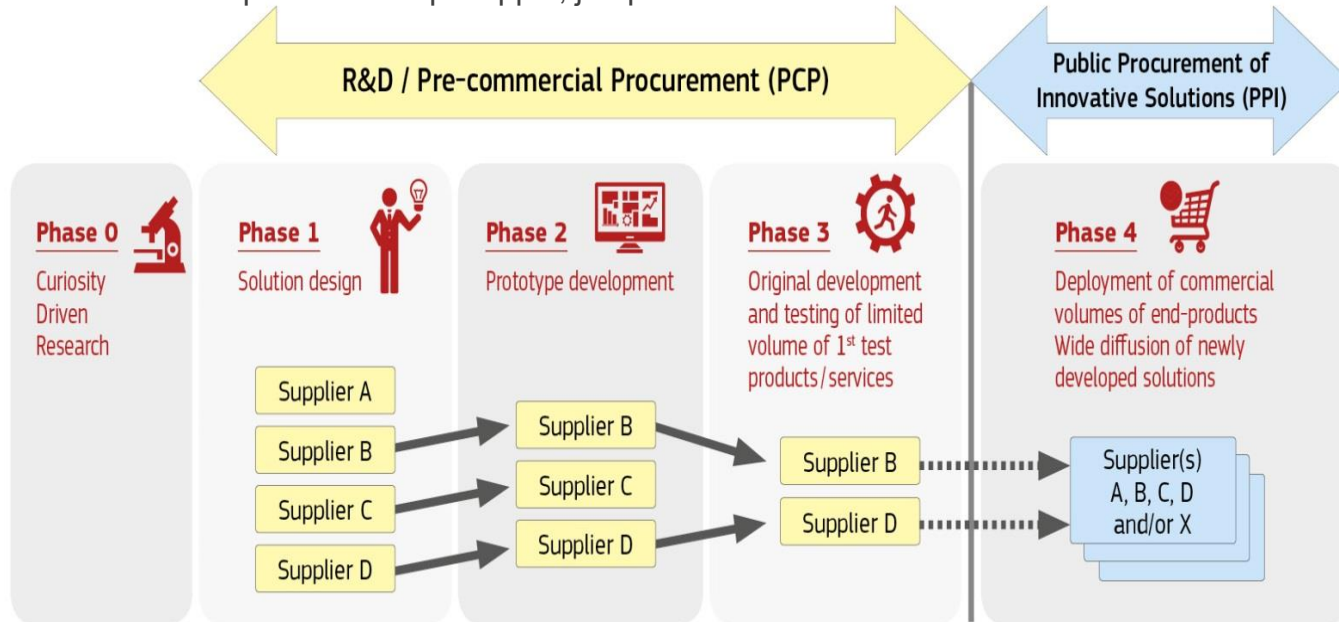 R&D / Pre-commercial Procurement (PCP)
Public Procurement of
Innovative Solutions (PPI)
Phase 0
Curiosity
Driven
Research
Phase 1
Solution design
Supplier A
Supplier B
Supplier C
Supplier D
Phase 2
Prototype development
Supplier B
Supplier C
Supplier D
Phase 3
Original development
and testing of limited
volume of 1st test
products/services
Supplier B
Supplier D
Phase 4
Deployment of commercial
volumes of end-products
Wide diffusion of newly
developed solutions
Supplier(s)
A, B, C, D
and/or X